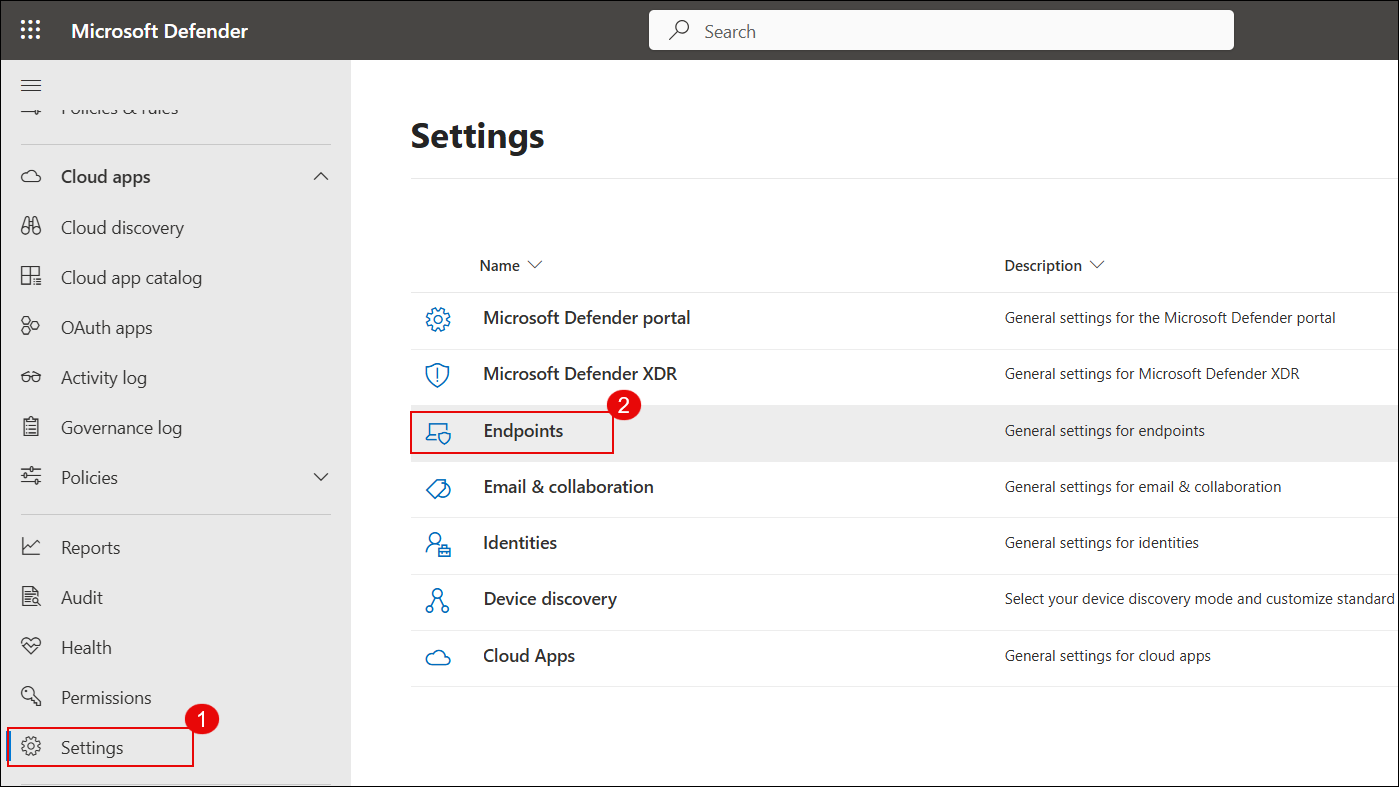 Microsoft Defender
Search
Policies & rules
Cloud apps
Cloud discovery
Cloud app catalog
OAuth apps
Activity log
Governance log
Policies
Reports
Audit
Health
Permissions
1
Settings
Settings
Name Description
Microsoft Defender portal General settings for the Microsoft Defender portal
Microsoft Defender XDR General settings for Microsoft Defender XDR
2
Endpoints General settings for endpoints
Email & collaboration General settings for email & collaboration
Identities General settings for identities
Device discovery Select your device discovery mode and customize standard
Cloud Apps General settings for cloud apps